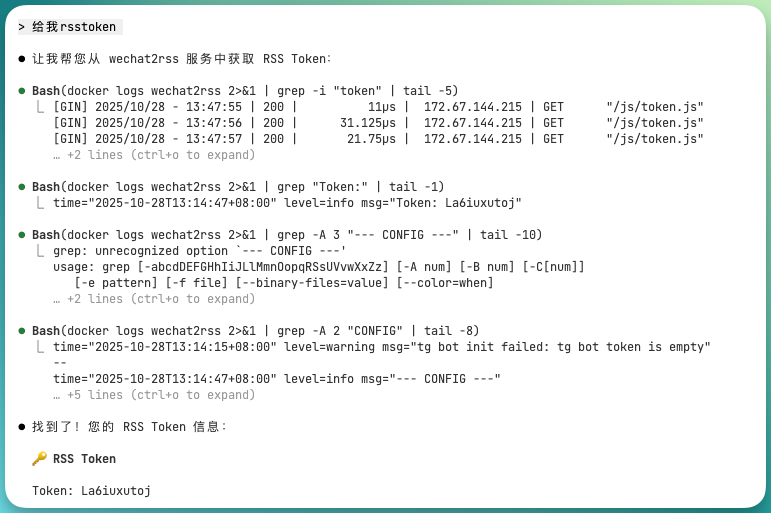 > 给我rsstoken
● 让我帮您从 wechat2rss 服务中获取 RSS Token:
● Bash(docker logs wechat2rss 2>&1 | grep -i "token" | tail -5)
⎿ [GIN] 2025/10/28 - 13:47:55 | 200 |          11µs |  172.67.144.215 | GET      "/js/token.js"
[GIN] 2025/10/28 - 13:47:56 | 200 |      31.125µs |  172.67.144.215 | GET      "/js/token.js"
[GIN] 2025/10/28 - 13:47:57 | 200 |       21.75µs |  172.67.144.215 | GET      "/js/token.js"
… +2 lines (ctrl+o to expand)
● Bash(docker logs wechat2rss 2>&1 | grep "Token:" | tail -1)
⎿ time="2025-10-28T13:14:47+08:00" level=info msg="Token: La6iuxutoj"
● Bash(docker logs wechat2rss 2>&1 | grep -A 3 "--- CONFIG ---" | tail -10)
⎿ grep: unrecognized option `--- CONFIG ---'
usage: grep [-abcdDEFGHhIiJLlMmnOopqRSsUVvwXxZz] [-A num] [-B num] [-C[num]]
[-e pattern] [-f file] [--binary-files=value] [--color=when]
… +2 lines (ctrl+o to expand)
● Bash(docker logs wechat2rss 2>&1 | grep -A 2 "CONFIG" | tail -8)
⎿ time="2025-10-28T13:14:15+08:00" level=warning msg="tg bot init failed: tg bot token is empty"
--
time="2025-10-28T13:14:47+08:00" level=info msg="--- CONFIG ---"
… +5 lines (ctrl+o to expand)
● 找到了！您的 RSS Token 信息:
🔑 RSS Token
Token: La6iuxutoj